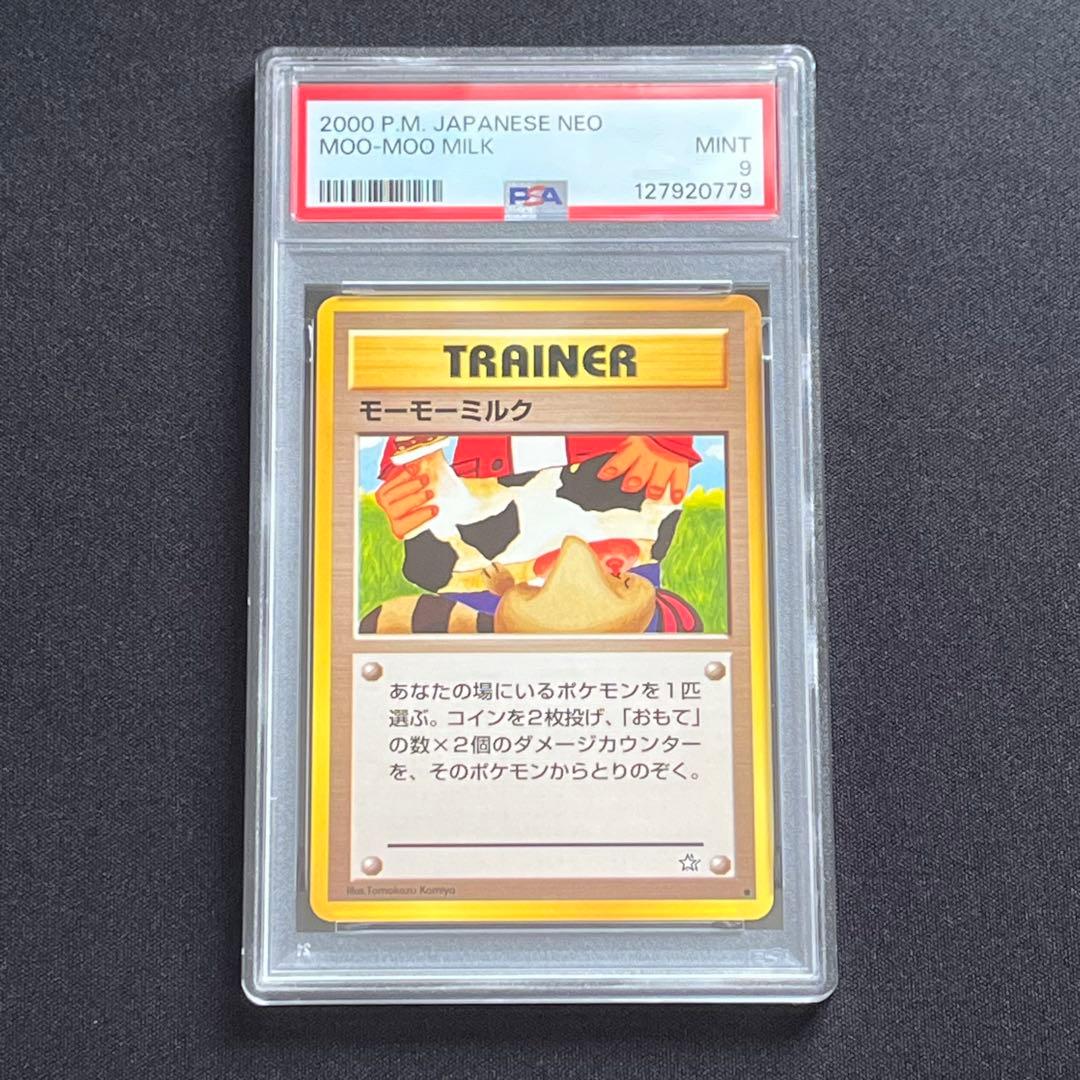 2000 P.M. JAPANESE NEO
MOO-MOO MILK
MINT
9
PSA
127920779
TRAINER
モーモーミルク
あなたの場にいるポケモンを1匹
選ぶ。コインを2枚投げ、「おもて」
の数×2個のダメージカウンター
を、そのポケモンからとりのぞく。
Illus.Tomokazu Komiya